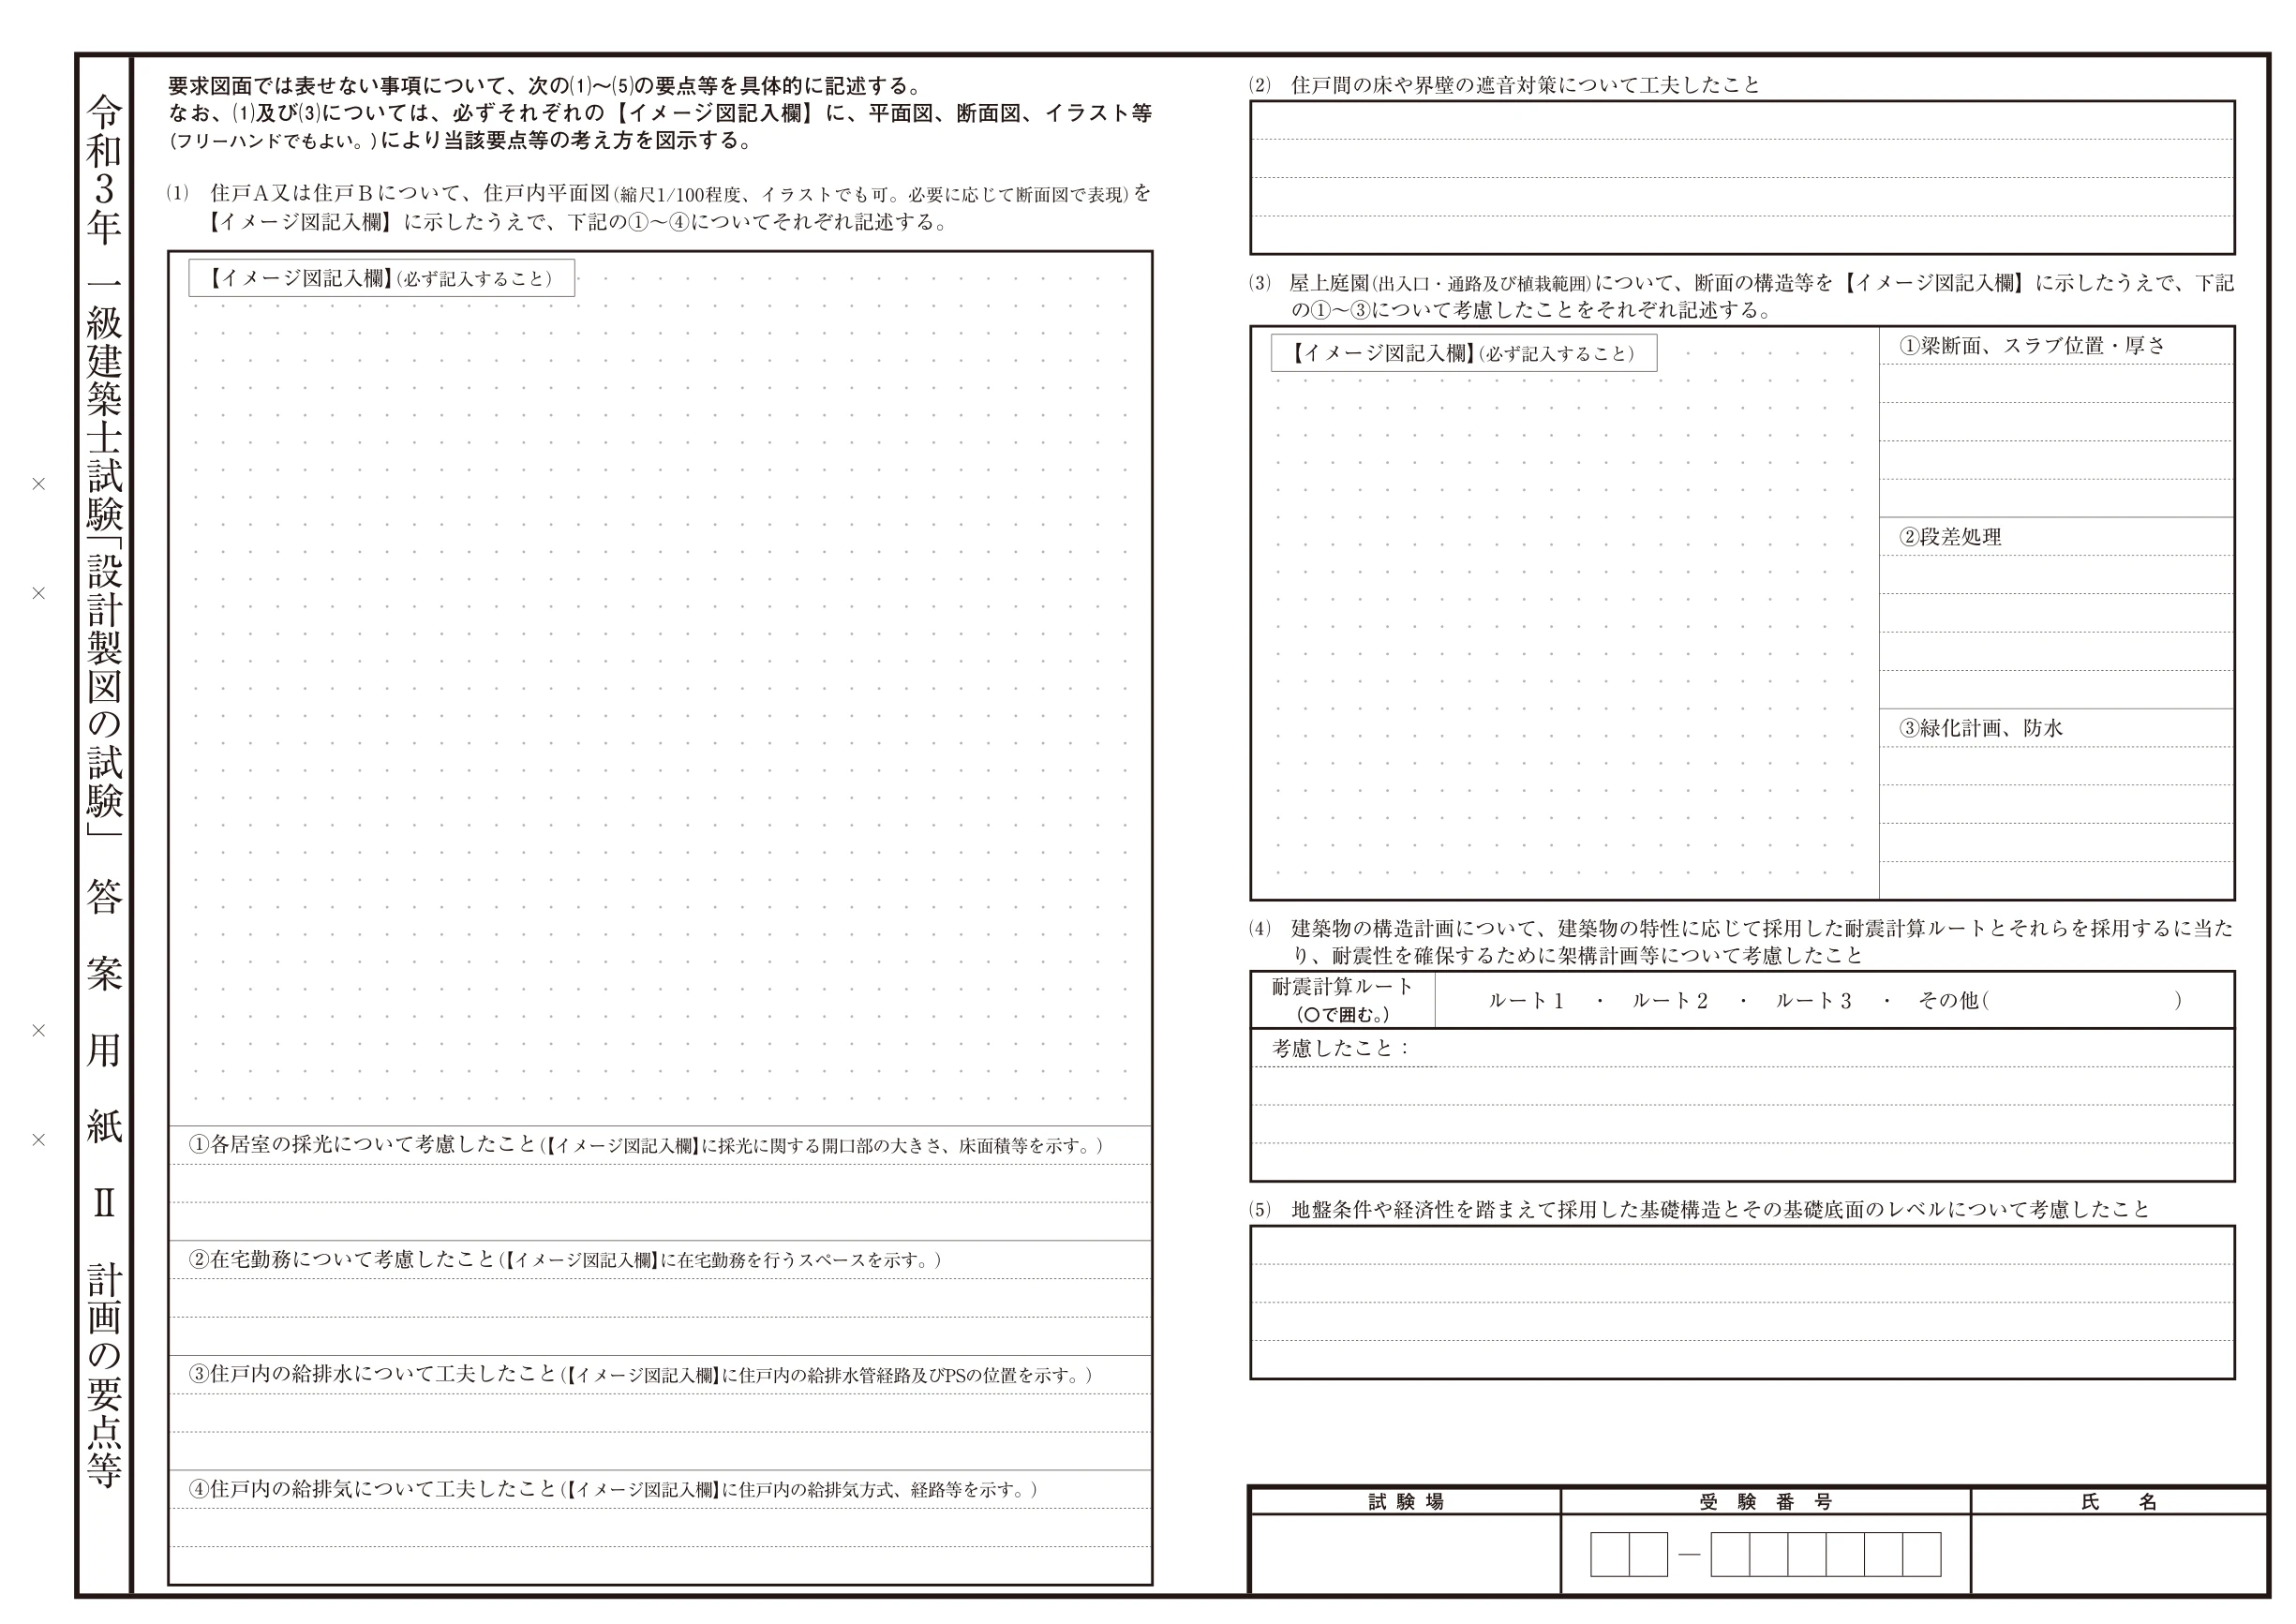 令和3年 一級建築士試験「設計製図の試験」 答案用紙 Ⅱ 計画の要点等
要求図面では表せない事項について、次の⑴～⑸の要点等を具体的に記述する。
なお、⑴及び⑶については、必ずそれぞれの【イメージ図記入欄】に、平面図、断面図、イラスト等
(フリーハンドでもよい。)により当該要点等の考え方を図示する。
⑴ 住戸A又は住戸Bについて、住戸内平面図(縮尺1/100程度、イラストでも可。必要に応じて断面図で表現)を
【イメージ図記入欄】に示したうえで、下記の①～④についてそれぞれ記述する。
【イメージ図記入欄】(必ず記入すること)
①各居室の採光について考慮したこと(【イメージ図記入欄】に採光に関する開口部の大きさ、床面積等を示す。)
②在宅勤務について考慮したこと(【イメージ図記入欄】に在宅勤務を行うスペースを示す。)
③住戸内の給排水について工夫したこと(【イメージ図記入欄】に住戸内の給排水管経路及びPSの位置を示す。)
④住戸内の給排気について工夫したこと(【イメージ図記入欄】に住戸内の給排気方式、経路等を示す。)
⑵ 住戸間の床や界壁の遮音対策について工夫したこと
⑶ 屋上庭園(出入口・通路及び植栽範囲)について、断面の構造等を【イメージ図記入欄】に示したうえで、下記
の①～③について考慮したことをそれぞれ記述する。
【イメージ図記入欄】(必ず記入すること)
①梁断面、スラブ位置・厚さ
②段差処理
③緑化計画、防水
⑷ 建築物の構造計画について、建築物の特性に応じて採用した耐震計算ルートとそれらを採用するに当た
り、耐震性を確保するために架構計画等について考慮したこと
耐震計算ルート
(○で囲む。)
ルート1 ・ ルート2 ・ ルート3 ・ その他( )
考慮したこと：
⑸ 地盤条件や経済性を踏まえて採用した基礎構造とその基礎底面のレベルについて考慮したこと
試験場 受験番号 氏名
―